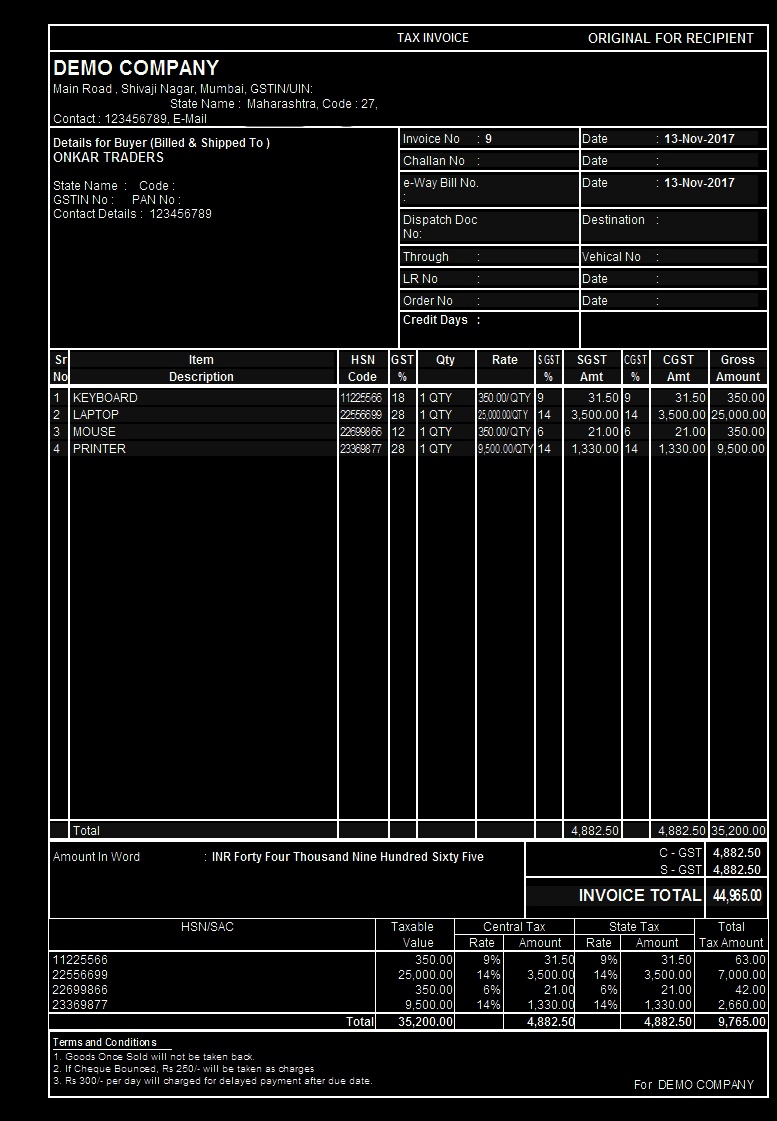 TAX INVOICE ORIGINAL FOR RECIPIENT
DEMO COMPANY
Main Road , Shivaji Nagar, Mumbai, GSTIN/UIN:
State Name : Maharashtra, Code : 27,
Contact : 123456789, E-Mail
Details for Buyer (Billed & Shipped To )
ONKAR TRADERS
State Name : Code :
GSTIN No : PAN No :
Contact Details : 123456789
Invoice No : 9 Date : 13-Nov-2017
Challan No : Date :
e-Way Bill No. Date : 13-Nov-2017
:
Dispatch Doc Destination :
No:
Through : Vehical No :
LR No : Date :
Order No : Date :
Credit Days :
Sr Item HSN GST Qty Rate SGST SGST CGST CGST Gross
No Description Code % % Amt % Amt Amount
1 KEYBOARD 11225566 18 1 QTY 350.00/QTY 9 31.50 9 31.50 350.00
2 LAPTOP 22556699 28 1 QTY 25,000.00/QTY 14 3,500.00 14 3,500.00 25,000.00
3 MOUSE 22699866 12 1 QTY 350.00/QTY 6 21.00 6 21.00 350.00
4 PRINTER 23369877 28 1 QTY 9,500.00/QTY 14 1,330.00 14 1,330.00 9,500.00
Total 4,882.50 4,882.50 35,200.00
Amount In Word : INR Forty Four Thousand Nine Hundred Sixty Five
C - GST 4,882.50
S - GST 4,882.50
INVOICE TOTAL 44,965.00
HSN/SAC Taxable Central Tax State Tax Total
Value Rate Amount Rate Amount Tax Amount
11225566 350.00 9% 31.50 9% 31.50 63.00
22556699 25,000.00 14% 3,500.00 14% 3,500.00 7,000.00
22699866 350.00 6% 21.00 6% 21.00 42.00
23369877 9,500.00 14% 1,330.00 14% 1,330.00 2,660.00
Total 35,200.00 4,882.50 4,882.50 9,765.00
Terms and Conditions
1. Goods Once Sold will not be taken back.
2. If Cheque Bounced, Rs 250/- will be taken as charges
3. Rs 300/- per day will charged for delayed payment after due date.
For DEMO COMPANY